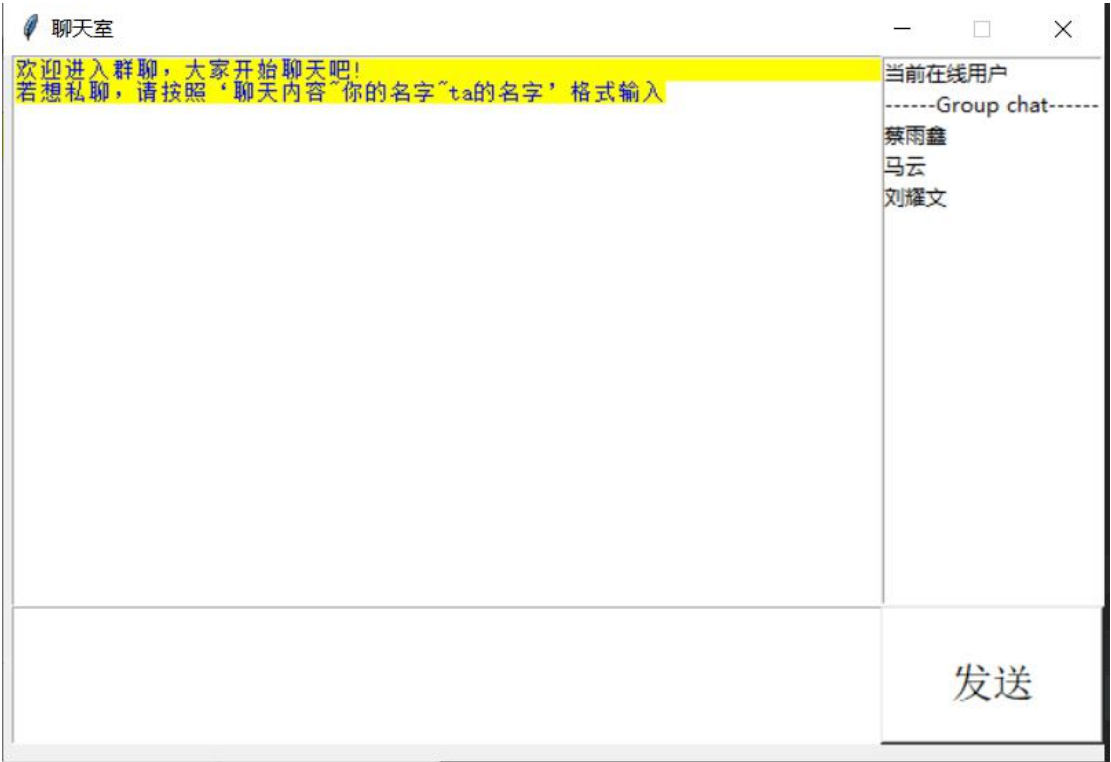 聊天室
欢迎进入群聊，大家开始聊天吧！
若想私聊，请按照‘聊天内容~你的名字~ta的名字’格式输入
当前在线用户
------Group chat------
蔡雨鑫
马云
刘耀文
发送